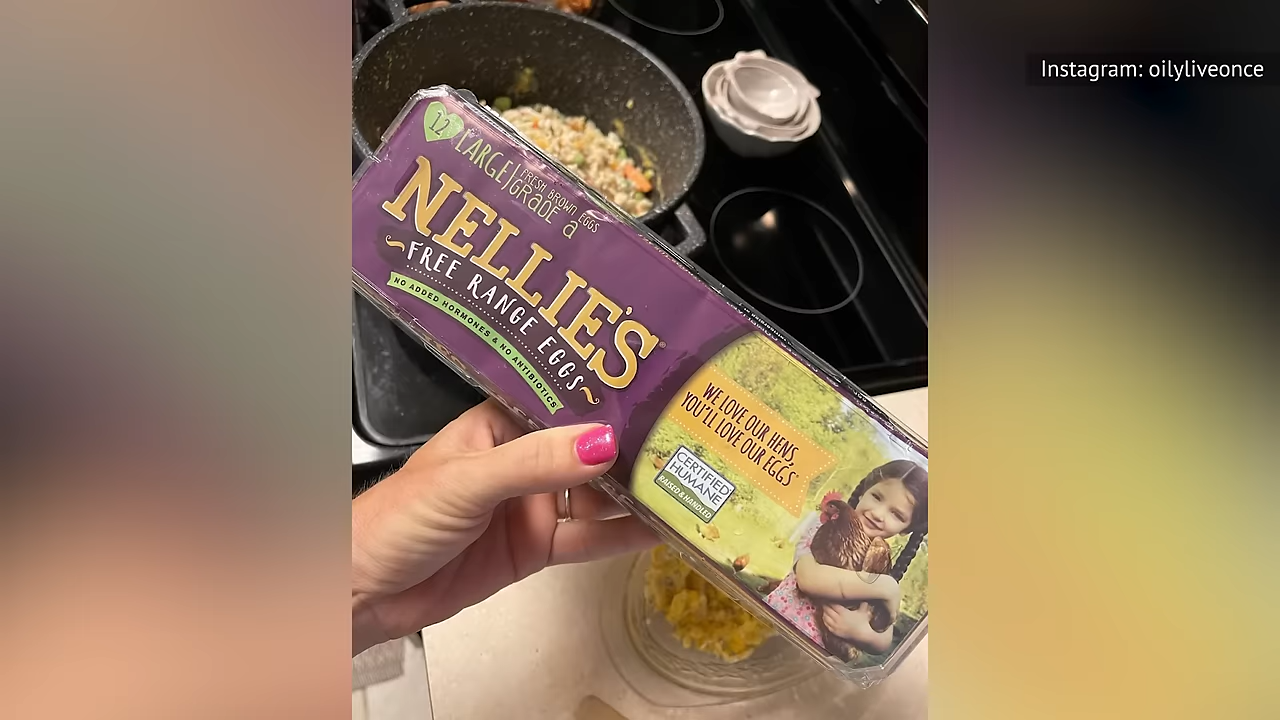 Instagram: oilyliveonce
12
LARGE
FRESH BROWN EGGS
GRADE a
NELLIE'S
FREE RANGE EGGS
NO ADDED HORMONES & NO ANTIBIOTICS
WE LOVE OUR HENS,
YOU'LL LOVE OUR EGGS
CERTIFIED
HUMANE
RAISED & HANDLED